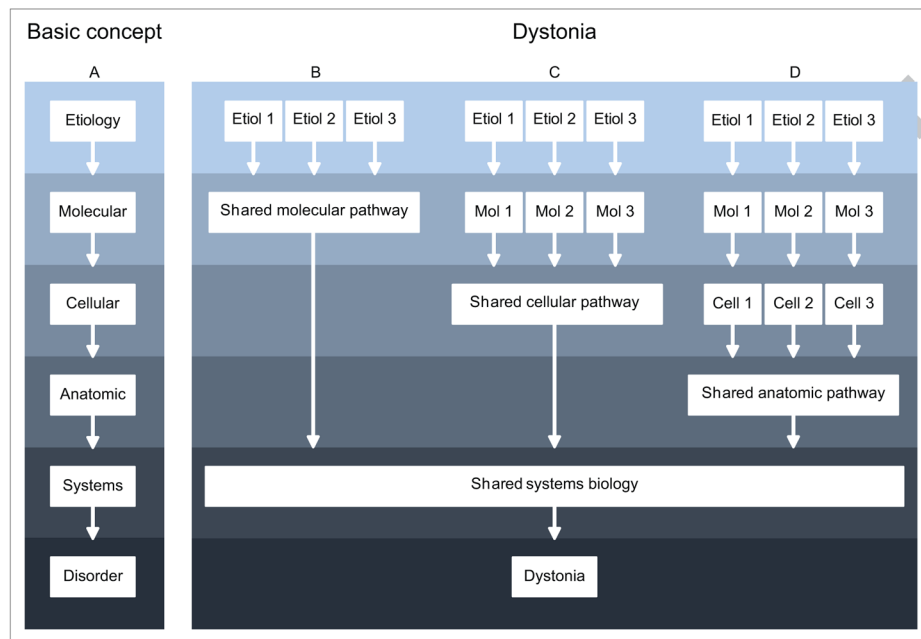 Basic concept Dystonia
A B C D
Etiology Etiol 1 Etiol 2 Etiol 3 Etiol 1 Etiol 2 Etiol 3 Etiol 1 Etiol 2 Etiol 3
Molecular Shared molecular pathway Mol 1 Mol 2 Mol 3 Mol 1 Mol 2 Mol 3
Cellular Shared cellular pathway Cell 1 Cell 2 Cell 3
Anatomic Shared anatomic pathway
Systems Shared systems biology
Disorder Dystonia